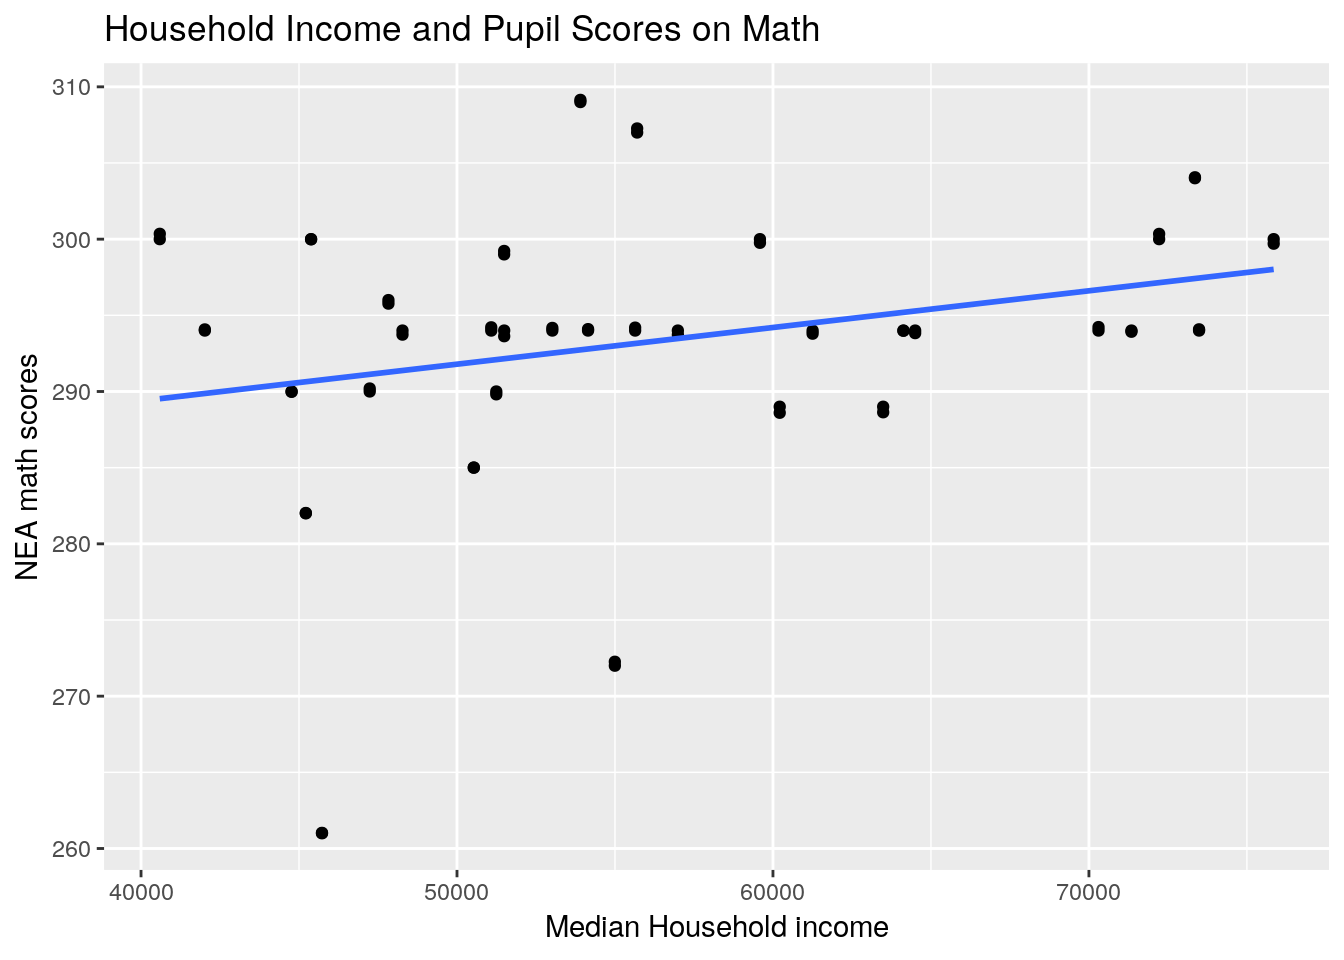 Household Income and Pupil Scores on Math
310
300
290
280
270
260
NEA math scores
40000 50000 60000 70000
Median Household income